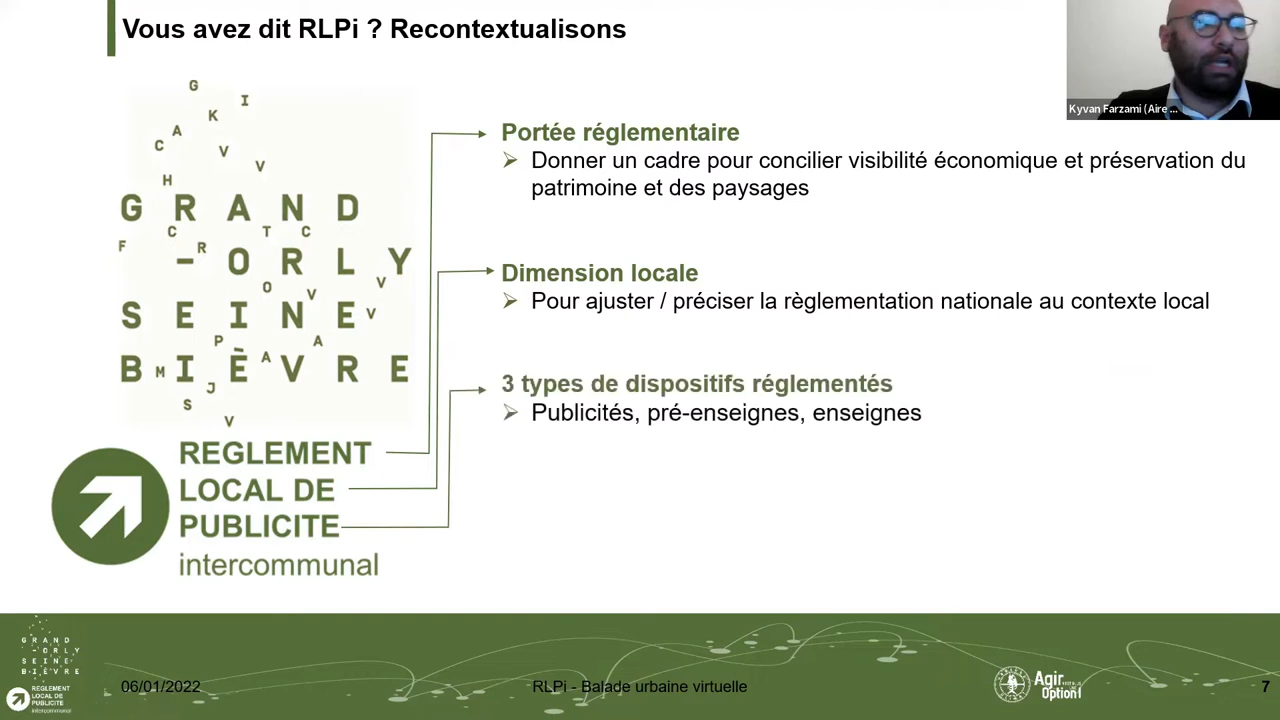 Vous avez dit RLPi ? Recontextualisons
Kyvan Farzami (Aire ...
G
I
K
A
C
V
V
H
GRAND
F
C
R
T
C
-ORLY
O
V
V
SEINE
V
P
A
A
BIÈVRE
M
J
S
V
REGLEMENT
LOCAL DE
PUBLICITE
intercommunal
Portée réglementaire
Donner un cadre pour concilier visibilité économique et préservation du
patrimoine et des paysages
Dimension locale
Pour ajuster / préciser la règlementation nationale au contexte local
3 types de dispositifs réglementés
Publicités, pré-enseignes, enseignes
GRAND
-ORLY
SEINE
BIÈVRE
REGLEMENT
LOCAL DE
PUBLICITE
intercommunal
06/01/2022
RLPi - Balade urbaine virtuelle
Agir
Option!
7